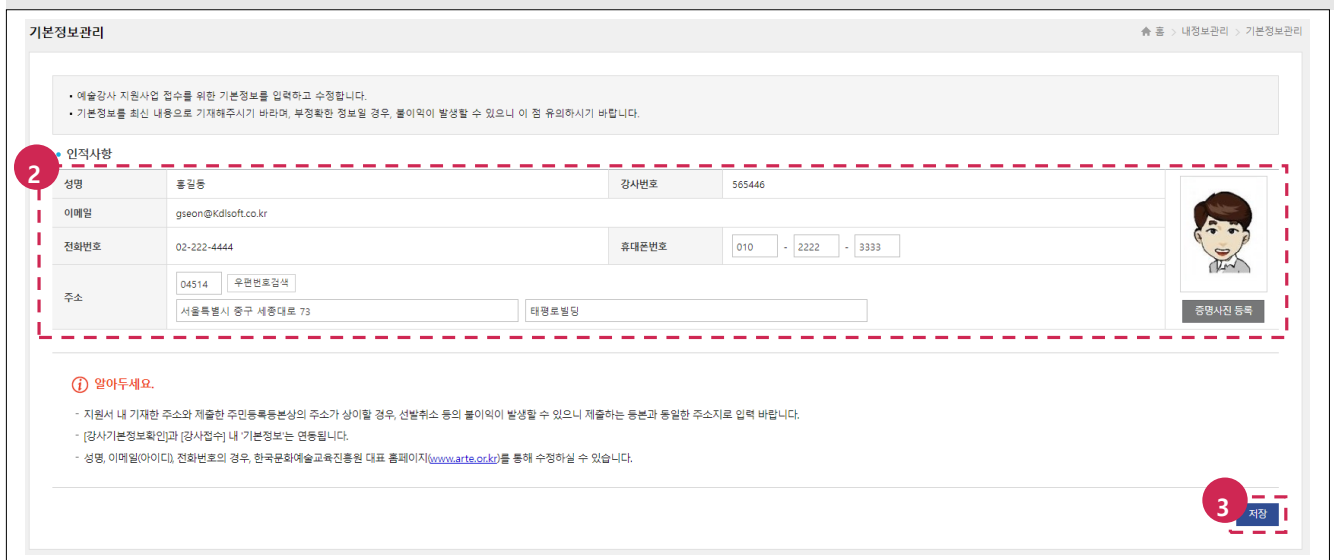 기본정보관리
홈 > 내정보관리 > 기본정보관리
• 예술강사 지원사업 접수를 위한 기본정보를 입력하고 수정합니다.
• 기본정보를 최신 내용으로 기재해주시기 바라며, 부정확한 정보일 경우, 불이익이 발생할 수 있으니 이 점 유의하시기 바랍니다.
• 인적사항
2
성명 홍길동 강사번호 565446
이메일 gseon@Kdlsoft.co.kr
전화번호 02-222-4444 휴대폰번호 010 - 2222 - 3333
주소 04514 우편번호검색
서울특별시 중구 세종대로 73 태평로빌딩
증명사진 등록
i 알아두세요.
- 지원서 내 기재한 주소와 제출한 주민등록등본상의 주소가 상이할 경우, 선발취소 등의 불이익이 발생할 수 있으니 제출하는 등본과 동일한 주소지로 입력 바랍니다.
- [강사기본정보확인]과 [강사접수] 내 '기본정보'는 연동됩니다.
- 성명, 이메일(아이디), 전화번호의 경우, 한국문화예술교육진흥원 대표 홈페이지(www.arte.or.kr)를 통해 수정하실 수 있습니다.
3
저장